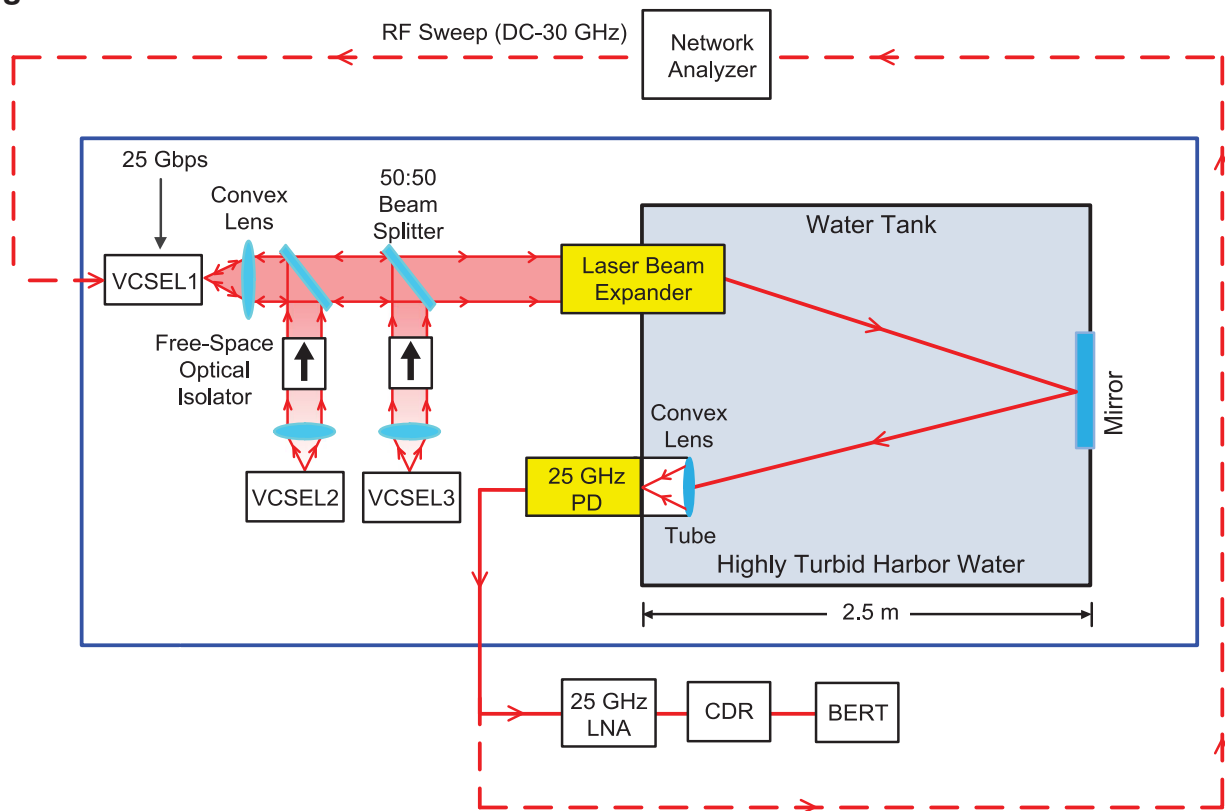 RF Sweep (DC-30 GHz)
Network
Analyzer
25 Gbps
Convex
Lens
50:50
Beam
Splitter
VCSEL1
Laser Beam
Expander
Water Tank
Free-Space
Optical
Isolator
VCSEL2
VCSEL3
Mirror
Convex
Lens
25 GHz
PD
Tube
Highly Turbid Harbor Water
2.5 m
25 GHz
LNA
CDR
BERT